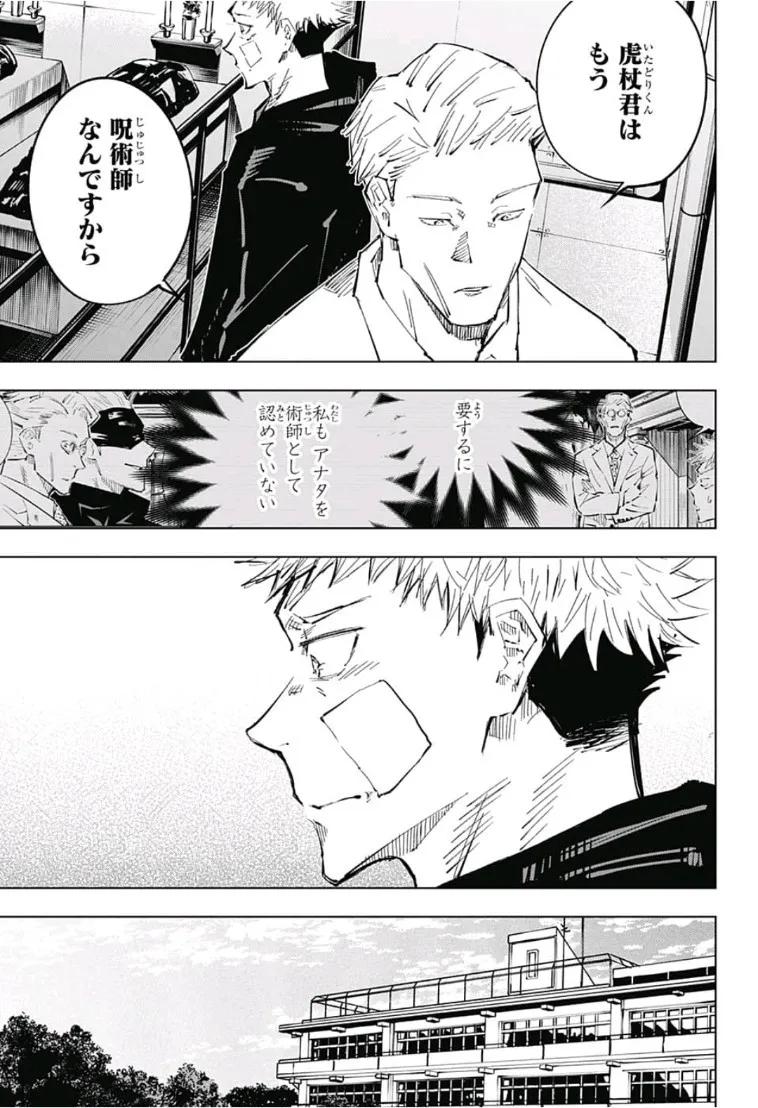 虎杖君は
もう
呪術師
なんですから
要するに
私もアナタを
術師として
認めていない